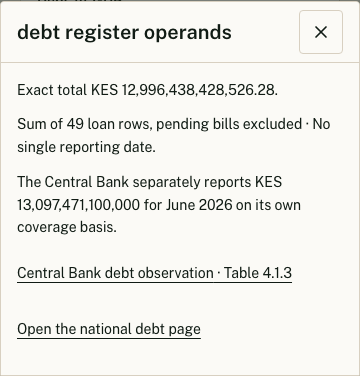 debt register operands
Exact total KES 12,996,438,428,526.28.
Sum of 49 loan rows, pending bills excluded · No
single reporting date.
The Central Bank separately reports KES
13,097,471,100,000 for June 2026 on its own
coverage basis.
Central Bank debt observation · Table 4.1.3
Open the national debt page